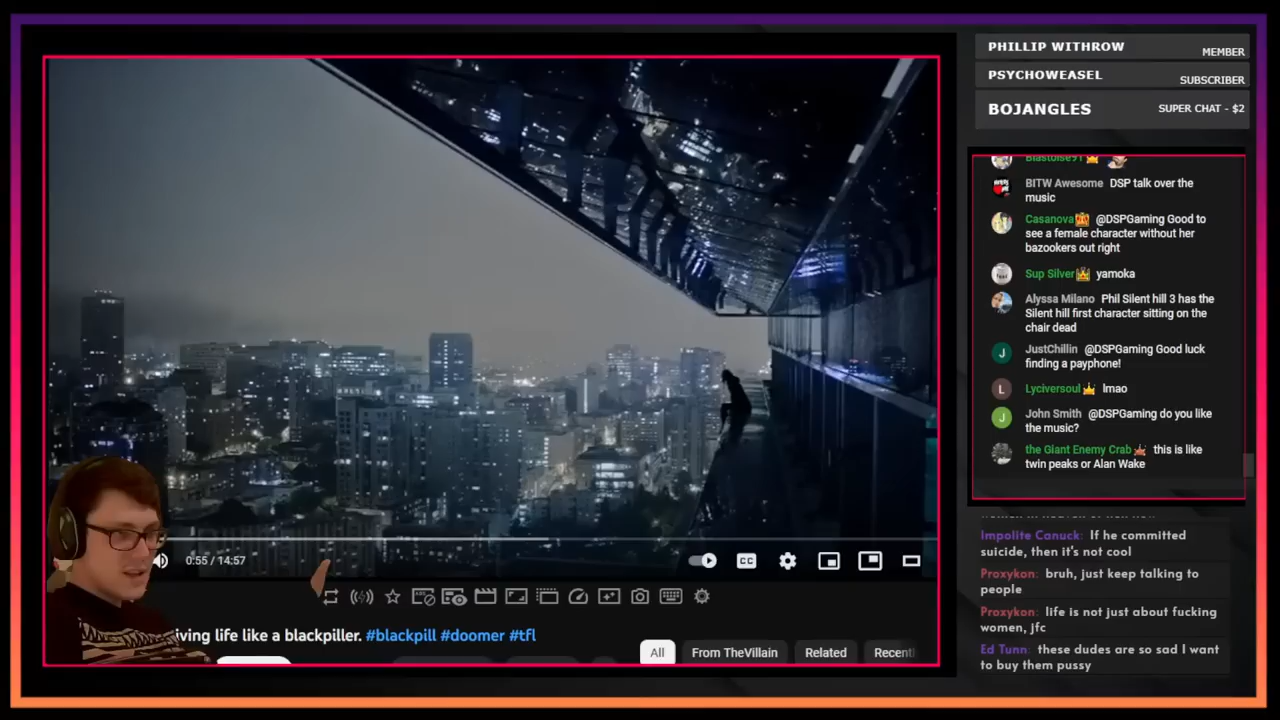 PHILLIP WITHROW
MEMBER
PSYCHOWEASEL
SUBSCRIBER
BOJANGLES
SUPER CHAT - $2
Blastoise91
BITW Awesome DSP talk over the
music
Casanova @DSPGaming Good to
see a female character without her
bazookers out right
Sup Silver yamoka
Alyssa Milano Phil Silent hill 3 has the
Silent hill first character sitting on the
chair dead
J
JustChillin @DSPGaming Good luck
finding a payphone!
L
Lyciversoul lmao
J
John Smith @DSPGaming do you like
the music?
the Giant Enemy Crab this is like
twin peaks or Alan Wake
Impolite Canuck: If he committed
suicide, then it's not cool
Proxykon: bruh, just keep talking to
people
Proxykon: life is not just about fucking
women, jfc
Ed Tunn: these dudes are so sad I want
to buy them pussy
0:55 / 14:57
CC
iving life like a blackpiller. #blackpill #doomer #tfl
All
From TheVillain
Related
Recent